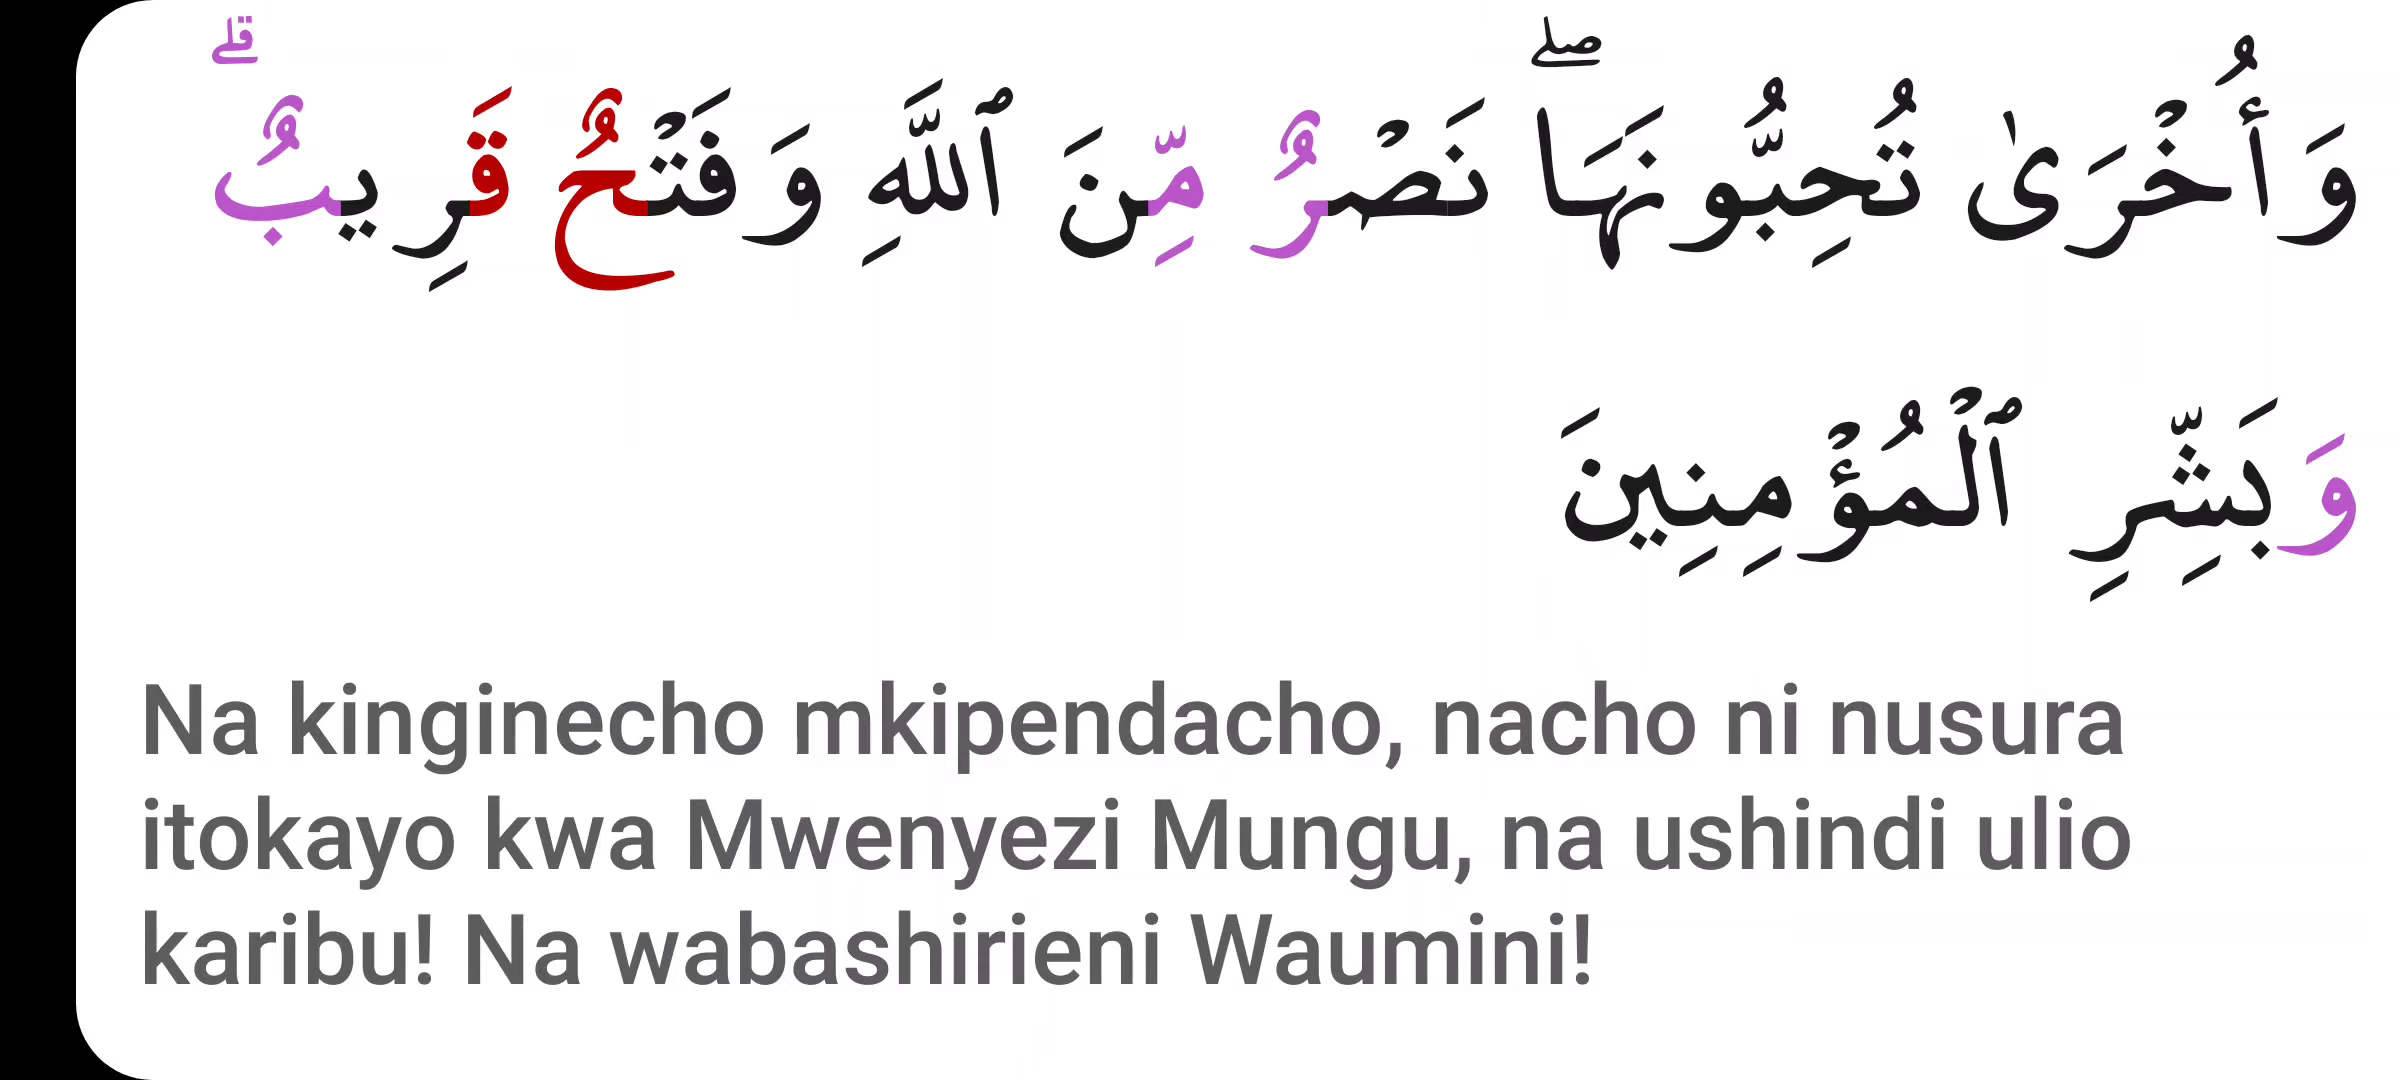 وَأُخْرَىٰ تُحِبُّونَهَا ۖ نَصْرٌ مِّنَ ٱللَّهِ وَفَتْحٌ قَرِيبٌ ۗ
وَبَشِّرِ ٱلْمُؤْمِنِينَ
Na kinginecho mkipendacho, nacho ni nusura
itokayo kwa Mwenyezi Mungu, na ushindi ulio
karibu! Na wabashirieni Waumini!